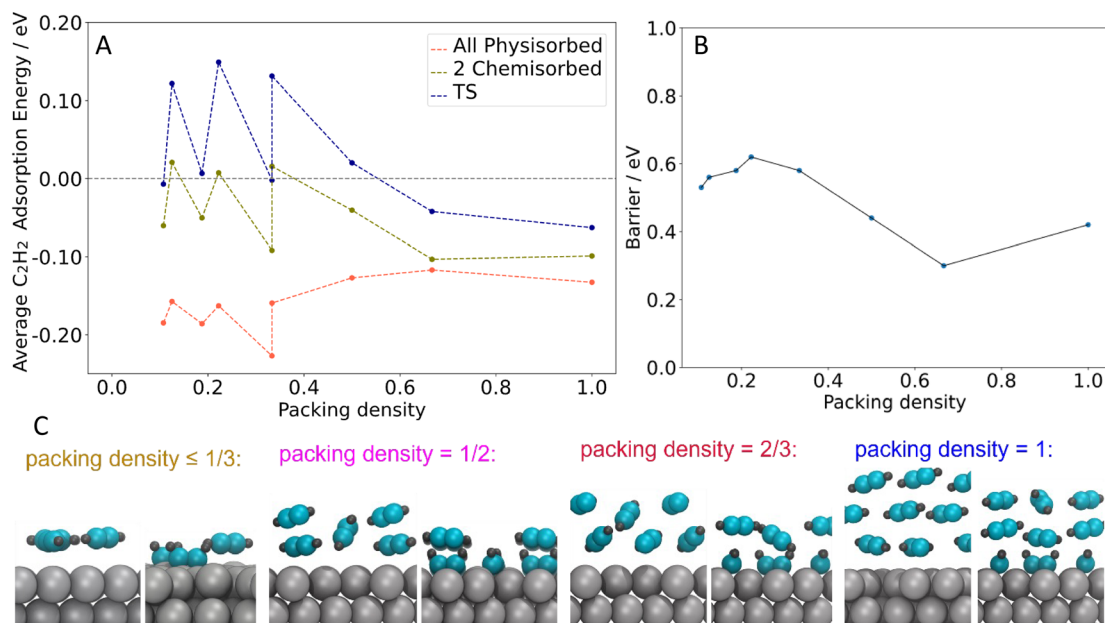 A
Average C₂H₂ Adsorption Energy / eV
0.20
0.10
0.00
-0.10
-0.20
All Physisorbed
2 Chemisorbed
TS
0.0 0.2 0.4 0.6 0.8 1.0
Packing density
B
Barrier / eV
1.0
0.8
0.6
0.4
0.2
0.0
0.2 0.4 0.6 0.8 1.0
Packing density
C
packing density ≤ 1/3:
packing density = 1/2:
packing density = 2/3:
packing density = 1: